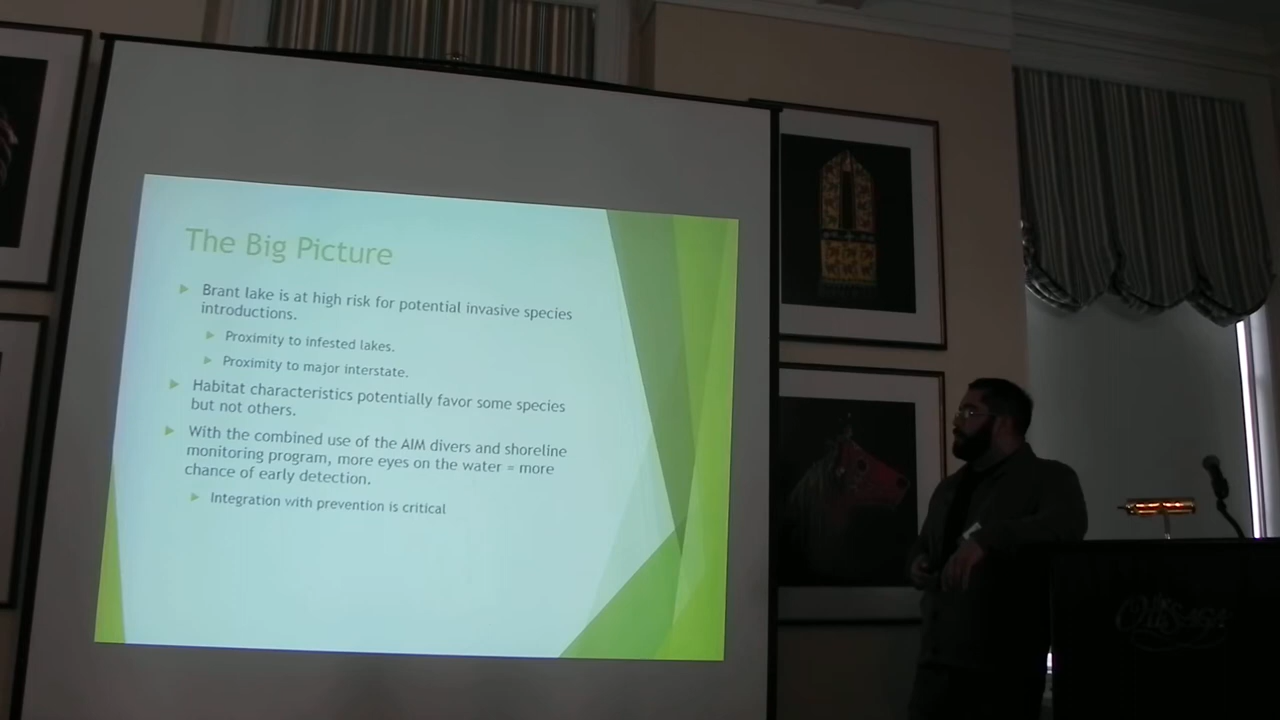 The Big Picture
Brant lake is at high risk for potential invasive species
introductions.
Proximity to infested lakes.
Proximity to major interstate.
Habitat characteristics potentially favor some species
but not others.
With the combined use of the AIM divers and shoreline
monitoring program, more eyes on the water = more
chance of early detection.
Integration with prevention is critical